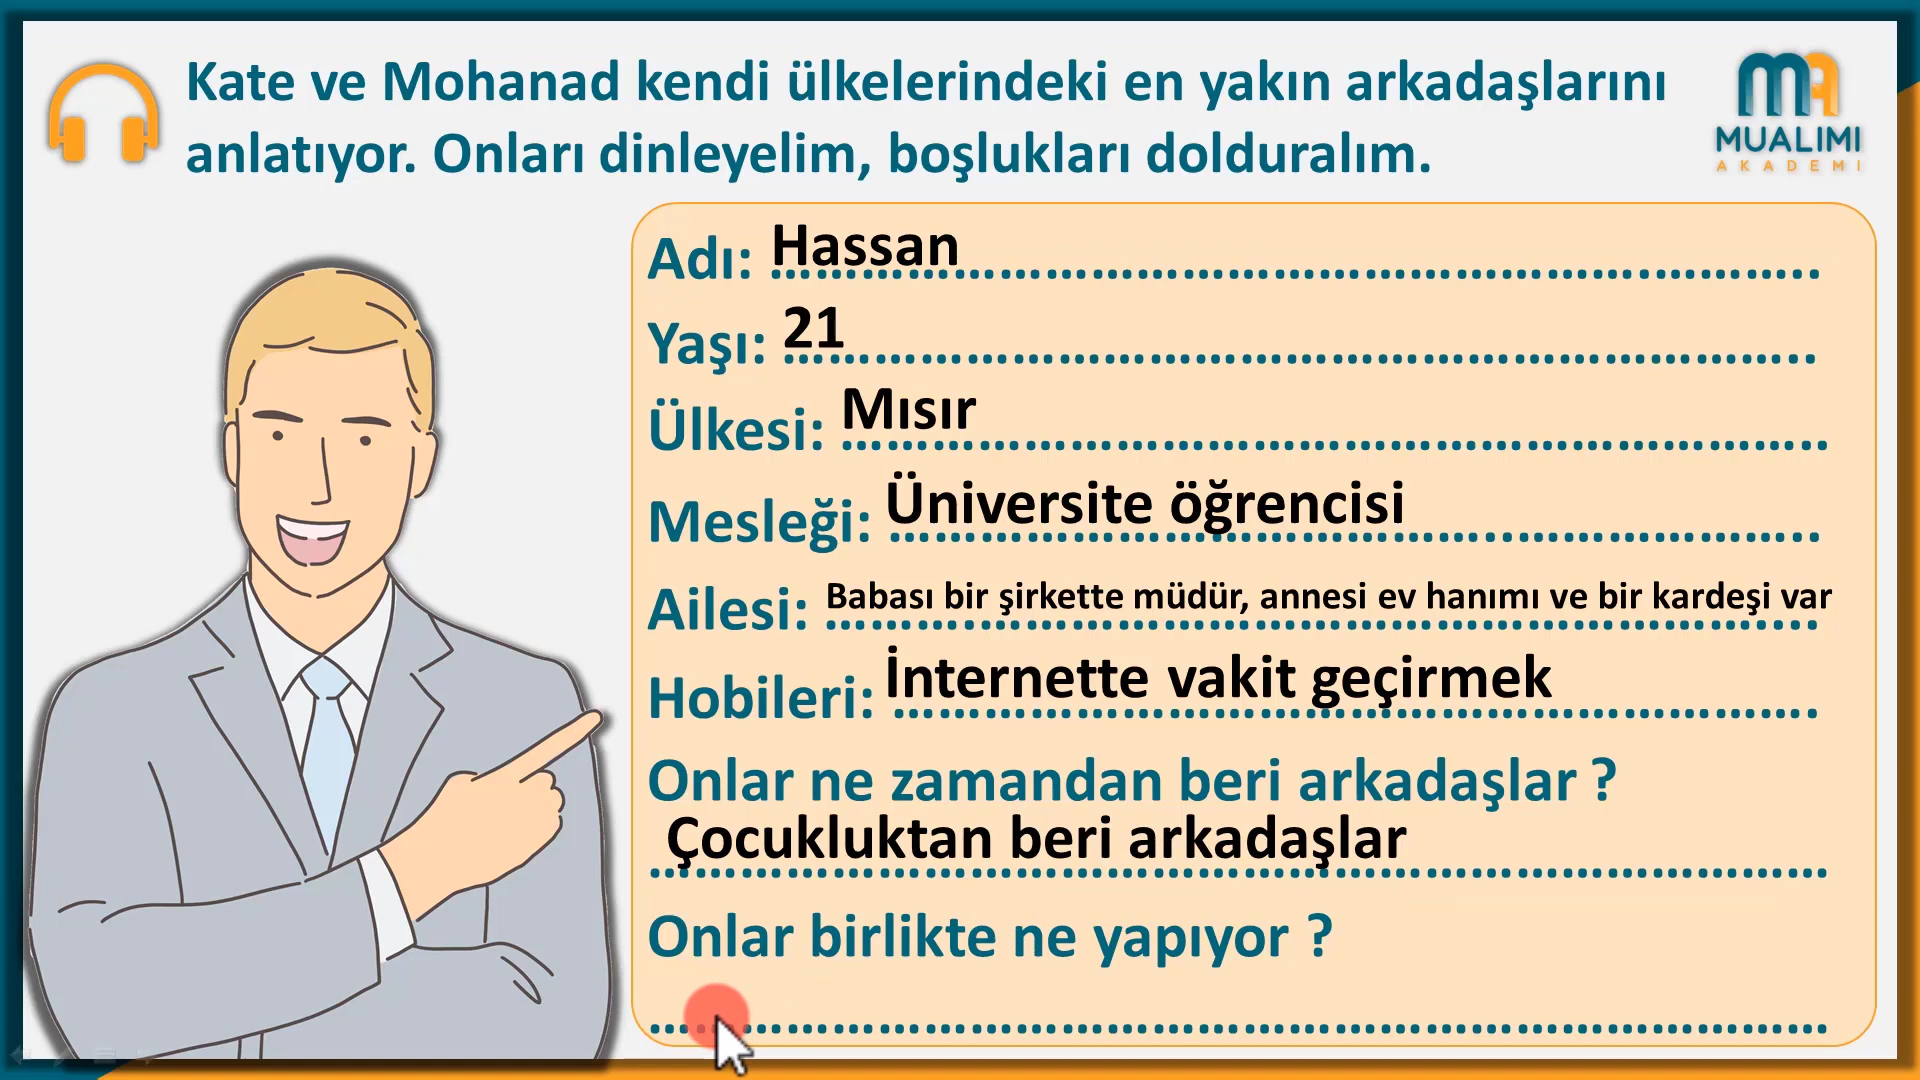 Kate ve Mohanad kendi ülkelerindeki en yakın arkadaşlarını
anlatıyor. Onları dinleyelim, boşlukları dolduralım.
MA
MUALIMI
AKADEMI
Adı: Hassan
Yaşı: 21
Ülkesi: Mısır
Mesleği: Üniversite öğrencisi
Ailesi: Babası bir şirkette müdür, annesi ev hanımı ve bir kardeşi var
Hobileri: İnternette vakit geçirmek
Onlar ne zamandan beri arkadaşlar ?
Çocukluktan beri arkadaşlar
Onlar birlikte ne yapıyor ?